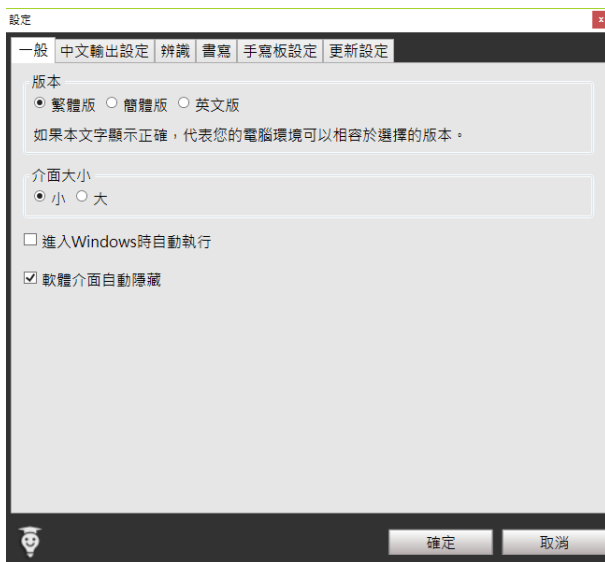 設定
一般 中文輸出設定 辨識 書寫 手寫板設定 更新設定
版本
繁體版 簡體版 英文版
如果本文字顯示正確，代表您的電腦環境可以相容於選擇的版本。
介面大小
小 大
進入Windows時自動執行
軟體介面自動隱藏
確定 取消